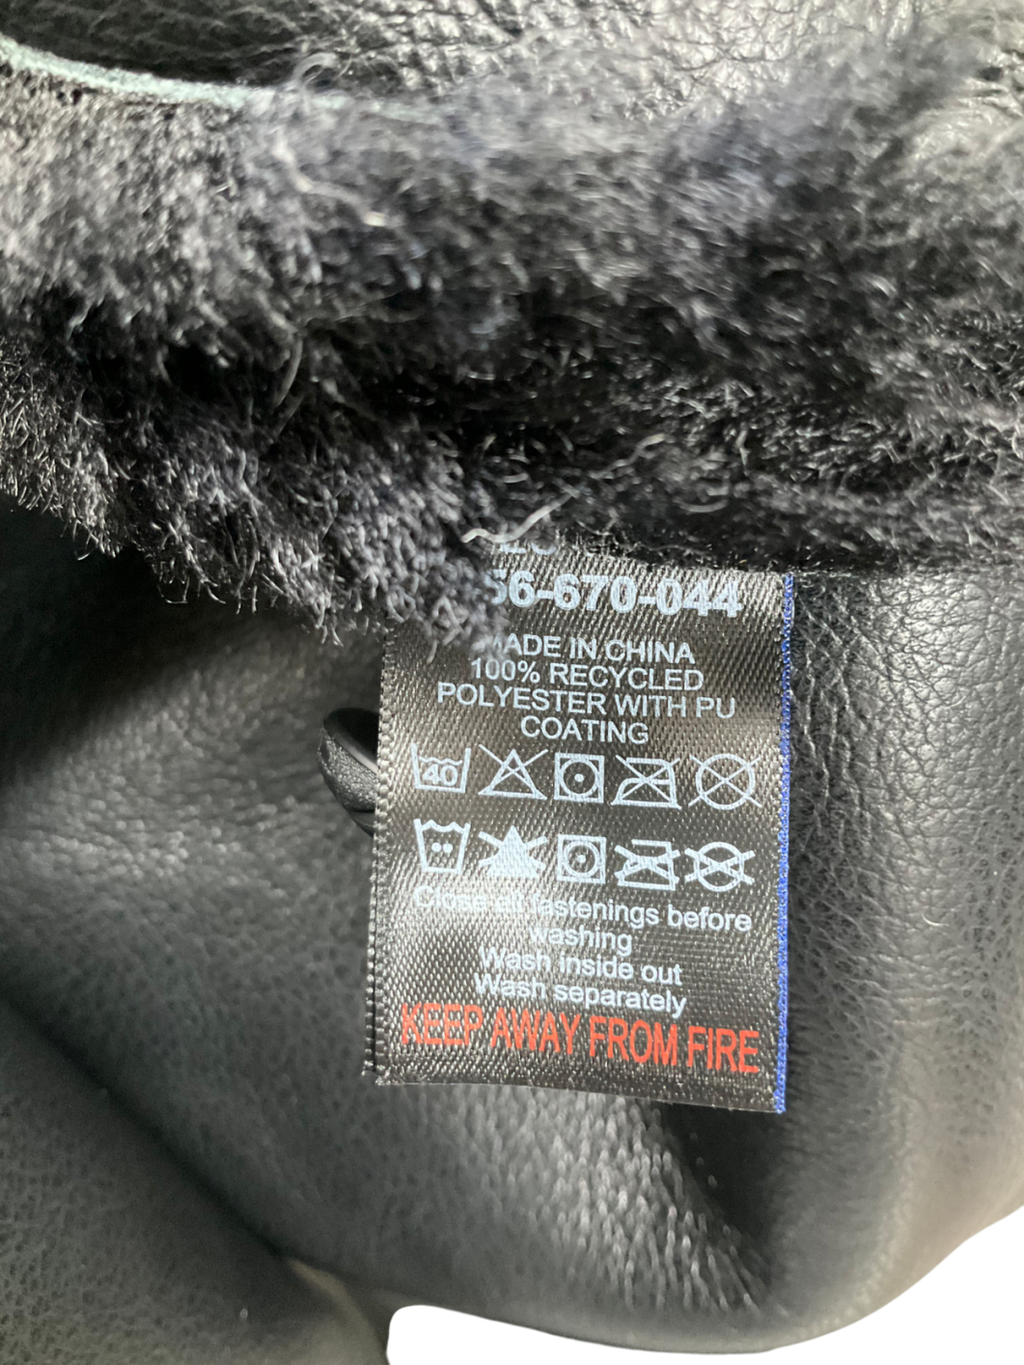 56-670-044
MADE IN CHINA
100% RECYCLED
POLYESTER WITH PU
COATING
40
Close all fastenings before
washing
Wash inside out
Wash separately
KEEP AWAY FROM FIRE